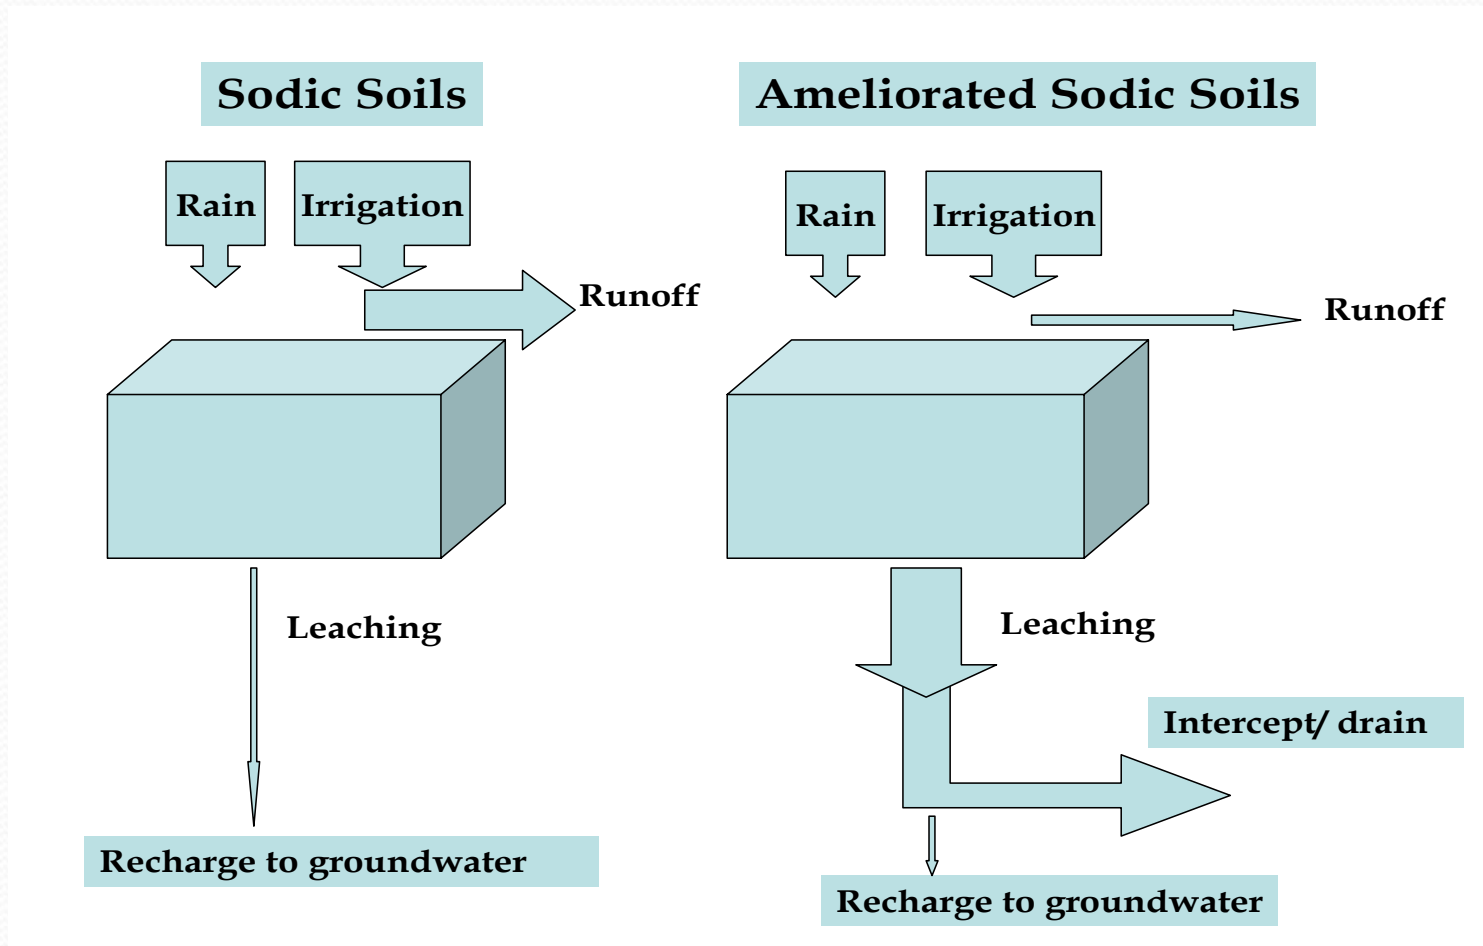 Sodic Soils
Rain
Irrigation
Runoff
Leaching
Recharge to groundwater
Ameliorated Sodic Soils
Rain
Irrigation
Runoff
Leaching
Intercept/ drain
Recharge to groundwater